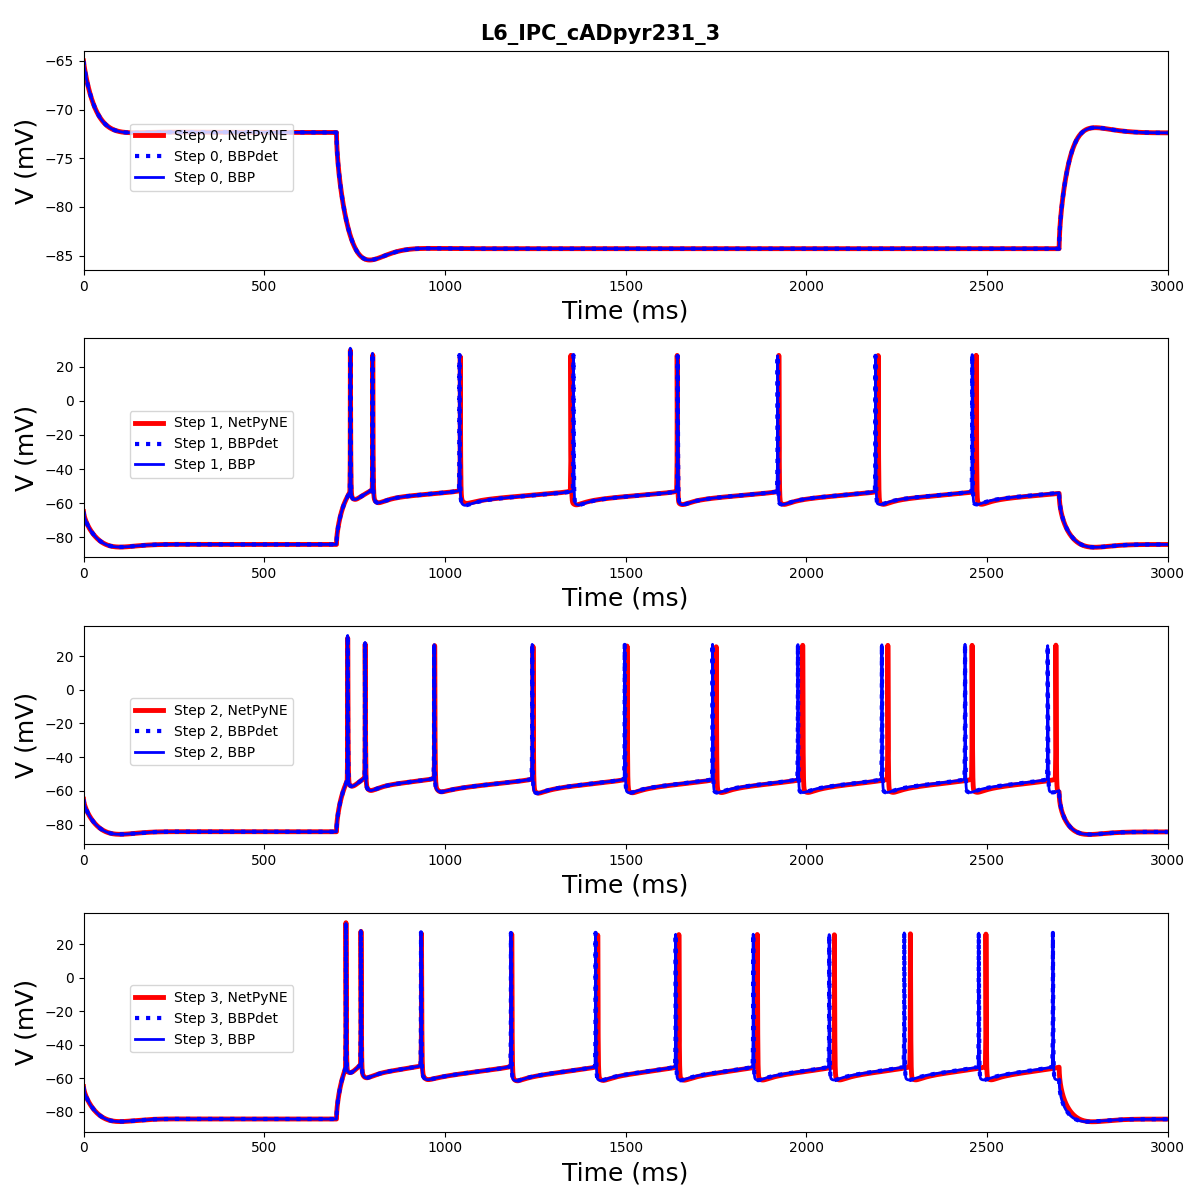 L6_IPC_cADpyr231_3
−65
−70
−75
−80
−85
V (mV)
Step 0, NetPyNE
Step 0, BBPdet
Step 0, BBP
0 500 1000 1500 2000 2500 3000
Time (ms)
20
0
−20
−40
−60
−80
V (mV)
Step 1, NetPyNE
Step 1, BBPdet
Step 1, BBP
0 500 1000 1500 2000 2500 3000
Time (ms)
20
0
−20
−40
−60
−80
V (mV)
Step 2, NetPyNE
Step 2, BBPdet
Step 2, BBP
0 500 1000 1500 2000 2500 3000
Time (ms)
20
0
−20
−40
−60
−80
V (mV)
Step 3, NetPyNE
Step 3, BBPdet
Step 3, BBP
0 500 1000 1500 2000 2500 3000
Time (ms)